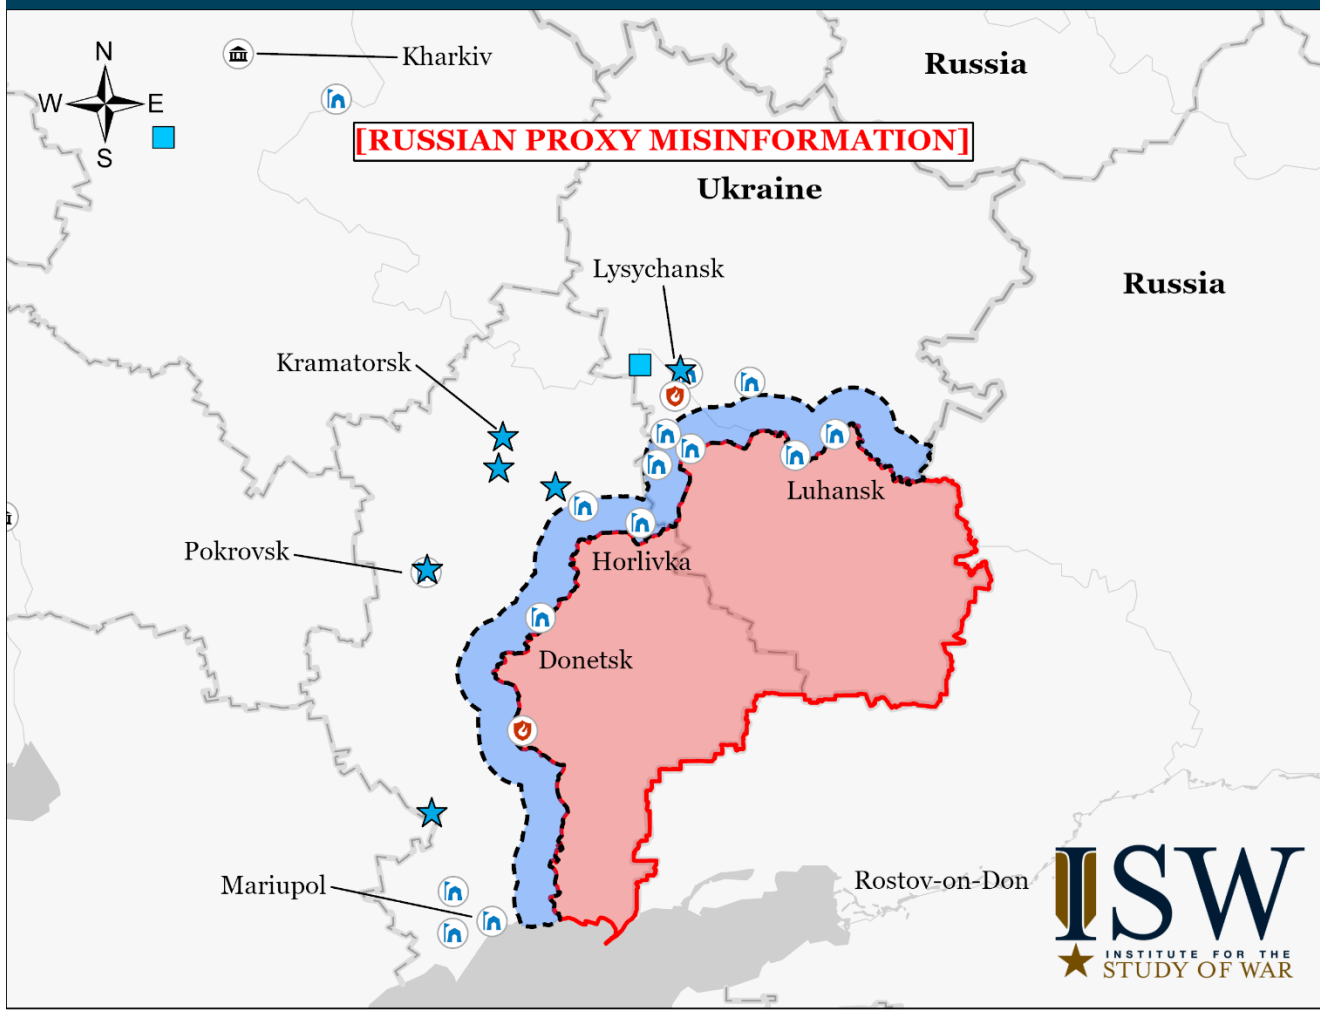 N
Kharkiv
Russia
W
E
S
[RUSSIAN PROXY MISINFORMATION]
Ukraine
Lysychansk
Russia
Kramatorsk
Luhansk
Pokrovsk
Horlivka
Donetsk
Mariupol
Rostov-on-Don
ISW
INSTITUTE FOR THE
STUDY OF WAR